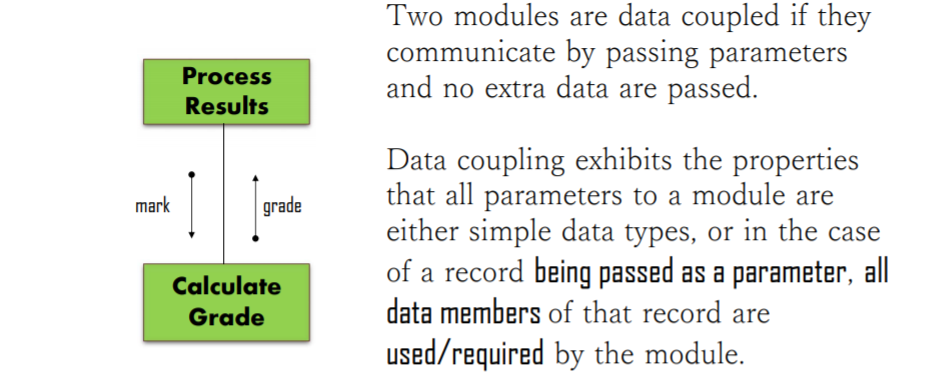 Process
Results
mark
grade
Calculate
Grade
Two modules are data coupled if they
communicate by passing parameters
and no extra data are passed.
Data coupling exhibits the properties
that all parameters to a module are
either simple data types, or in the case
of a record being passed as a parameter, all
data members of that record are
used/required by the module.